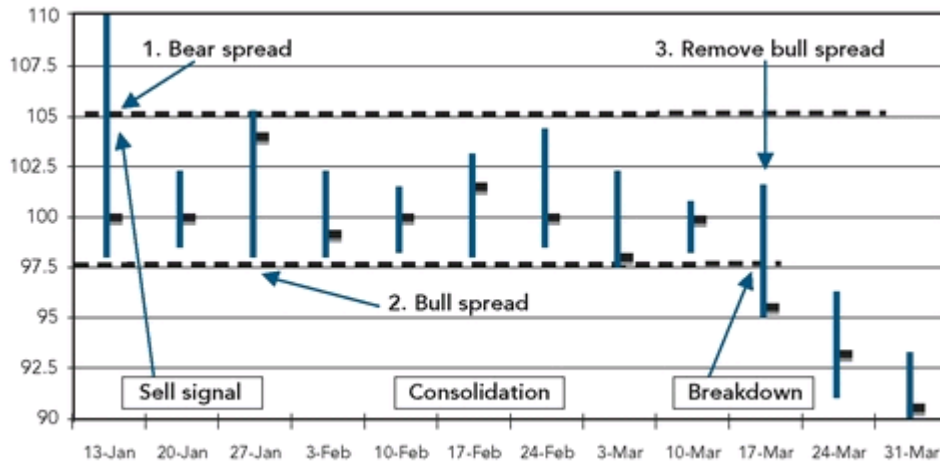 110
1. Bear spread
3. Remove bull spread
107.5
105
102.5
100
97.5
2. Bull spread
95
92.5
Sell signal
Consolidation
Breakdown
90
13-Jan 20-Jan 27-Jan 3-Feb 10-Feb 17-Feb 24-Feb 3-Mar 10-Mar 17-Mar 24-Mar 31-Mar